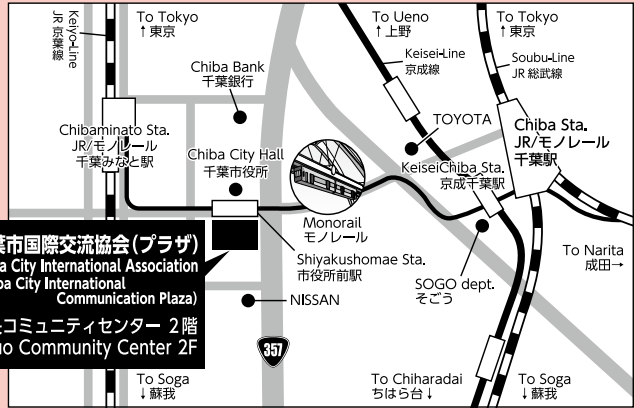 Keiyo-Line
JR 京葉線
To Tokyo
↑東京
To Ueno
↑上野
To Tokyo
↑東京
Keisei-Line
京成線
Soubu-Line
JR 総武線
Chiba Bank
千葉銀行
TOYOTA
Chibaminato Sta.
JR/モノレール
千葉みなと駅
Chiba City Hall
千葉市役所
Chiba Sta.
JR/モノレール
千葉駅
KeiseiChiba Sta.
京成千葉駅
Monorail
モノレール
葉市国際交流協会(プラザ)
ba City International Association
ba City International
Communication Plaza)
コミュニティセンター 2階
uo Community Center 2F
Shiyakushomae Sta.
市役所前駅
NISSAN
SOGO dept.
そごう
To Narita
成田→
357
To Soga
↓蘇我
To Chiharadai
ちはら台↓
To Soga
↓蘇我